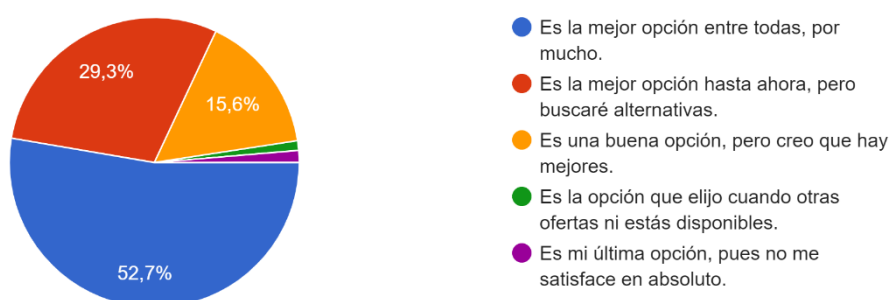 29,3%
15,6%
52,7%
Es la mejor opción entre todas, por
mucho.
Es la mejor opción hasta ahora, pero
buscaré alternativas.
Es una buena opción, pero creo que hay
mejores.
Es la opción que elijo cuando otras
ofertas ni estás disponibles.
Es mi última opción, pues no me
satisface en absoluto.